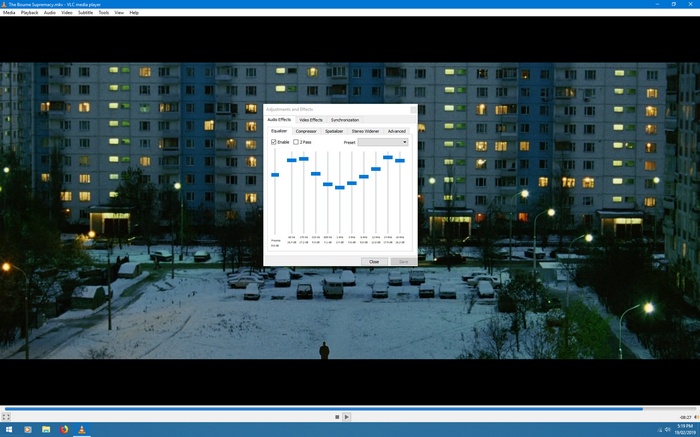 The Bourne Supremacy.mkv - VLC media player
Media Playback Audio Video Subtitle Tools View Help
Adjustments and Effects
Audio Effects Video Effects Synchronization
Equalizer Compressor Spatializer Stereo Widener Advanced
Enable 2 Pass Preset
Preamp
Close Save
-08:27
5:19 PM
19/02/2019